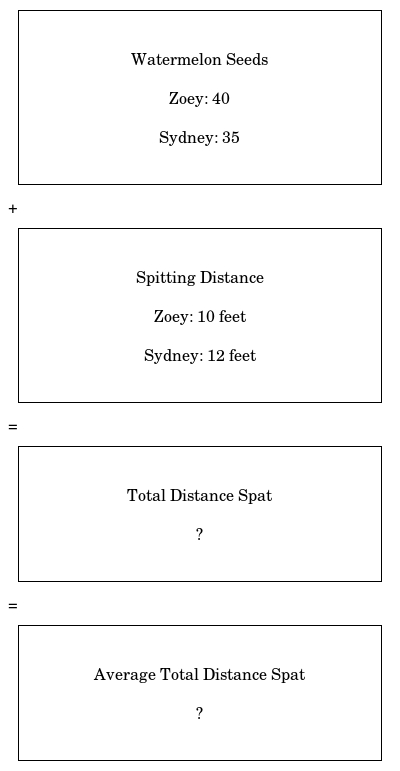 Watermelon Seeds
Zoey: 40
Sydney: 35
+
Spitting Distance
Zoey: 10 feet
Sydney: 12 feet
=
Total Distance Spat
?
=
Average Total Distance Spat
?